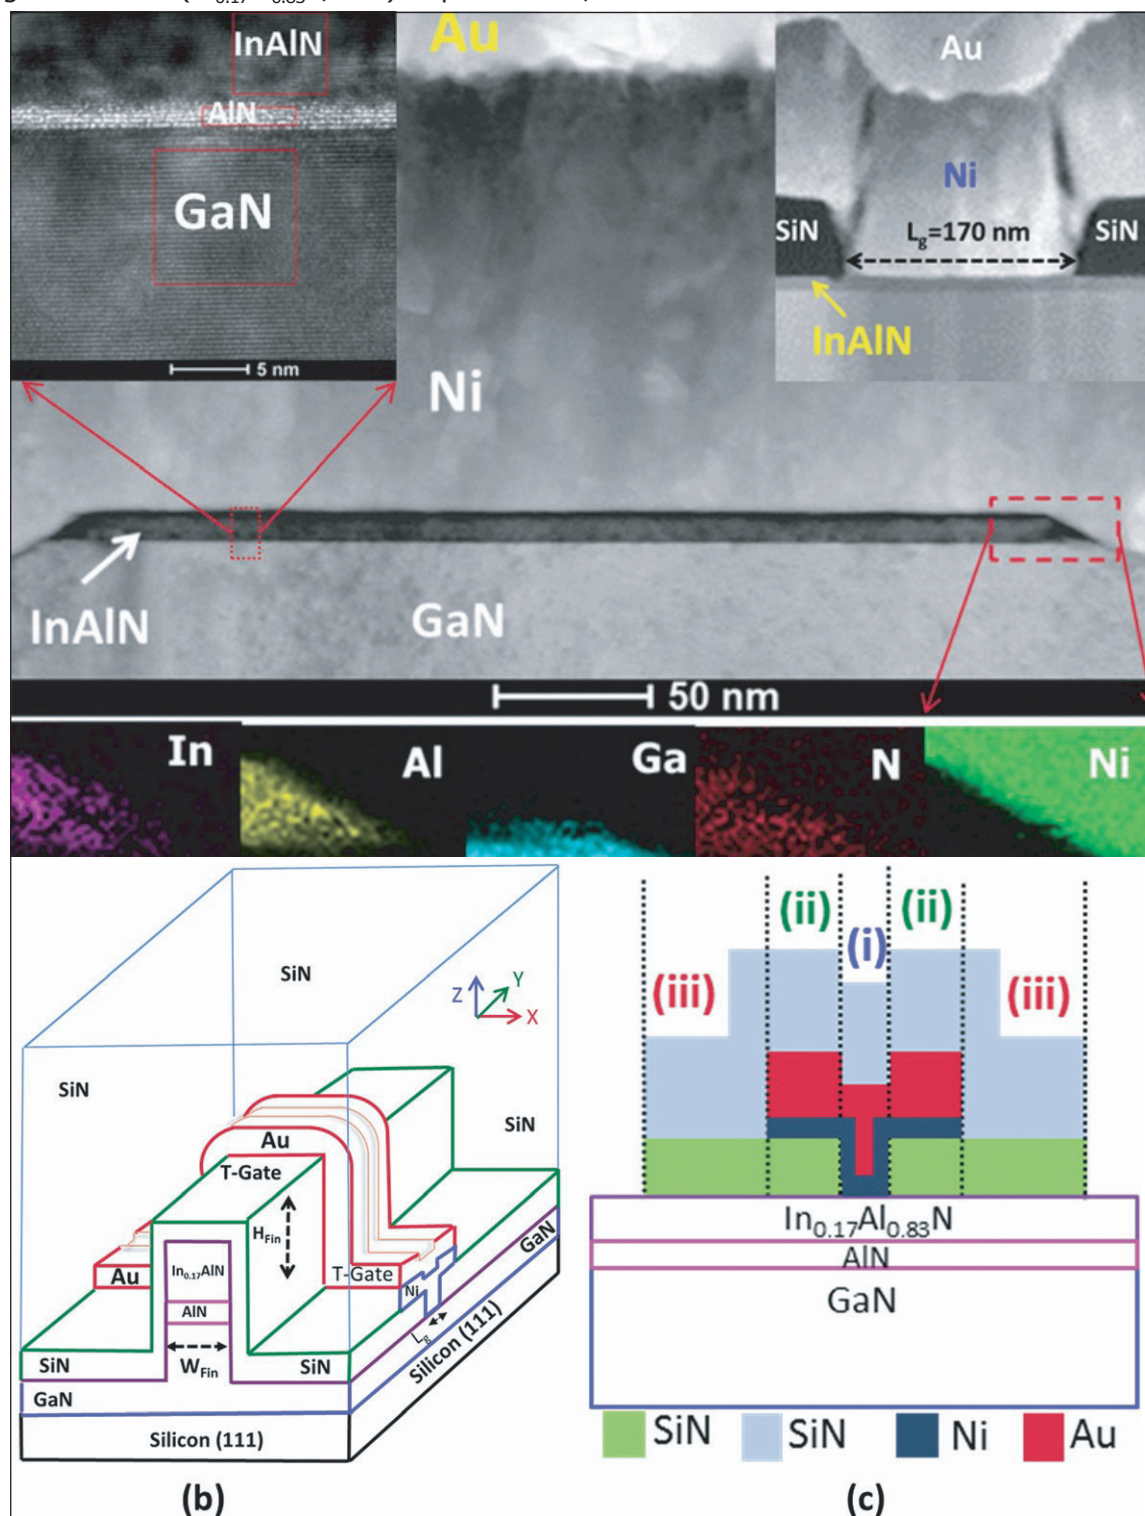 InAlN
AlN
GaN
5 nm
Au
Ni
Au
Ni
SiN
SiN
Lg=170 nm
InAlN
InAlN
GaN
50 nm
In
Al
Ga
N
Ni
SiN
Z
Y
X
SiN
SiN
Au
T-Gate
HFin
GaN
Au
In0.17AlN
T-Gate
Ni
AlN
Lg
WFin
SiN
SiN
Silicon (111)
GaN
Silicon (111)
(b)
(ii)
(ii)
(i)
(iii)
(iii)
In0.17Al0.83N
AlN
GaN
SiN
SiN
Ni
Au
(c)